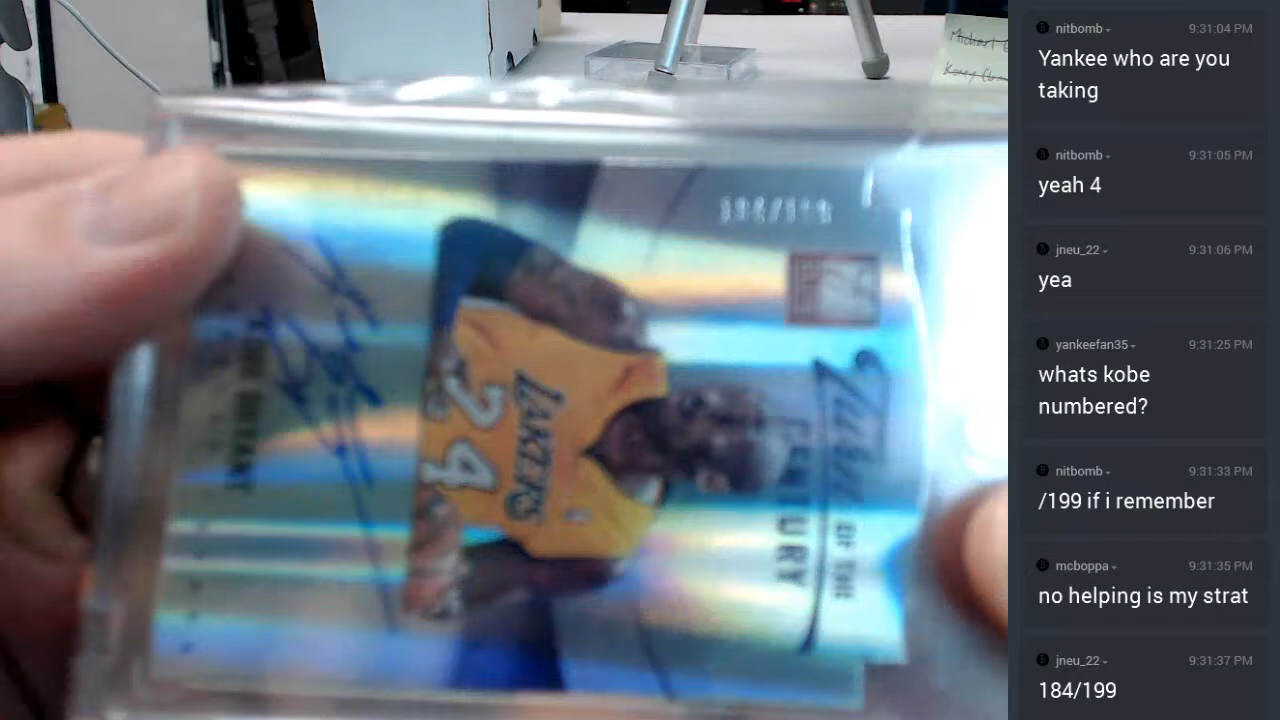 LAKERS
24
OF THE
CENTURY
nitbomb
9:31:04 PM
Yankee who are you
taking
nitbomb
9:31:05 PM
yeah 4
jneu_22
9:31:06 PM
yea
yankeefan35
9:31:25 PM
whats kobe
numbered?
nitbomb
9:31:33 PM
/199 if i remember
mcboppa
9:31:35 PM
no helping is my strat
jneu_22
9:31:37 PM
184/199